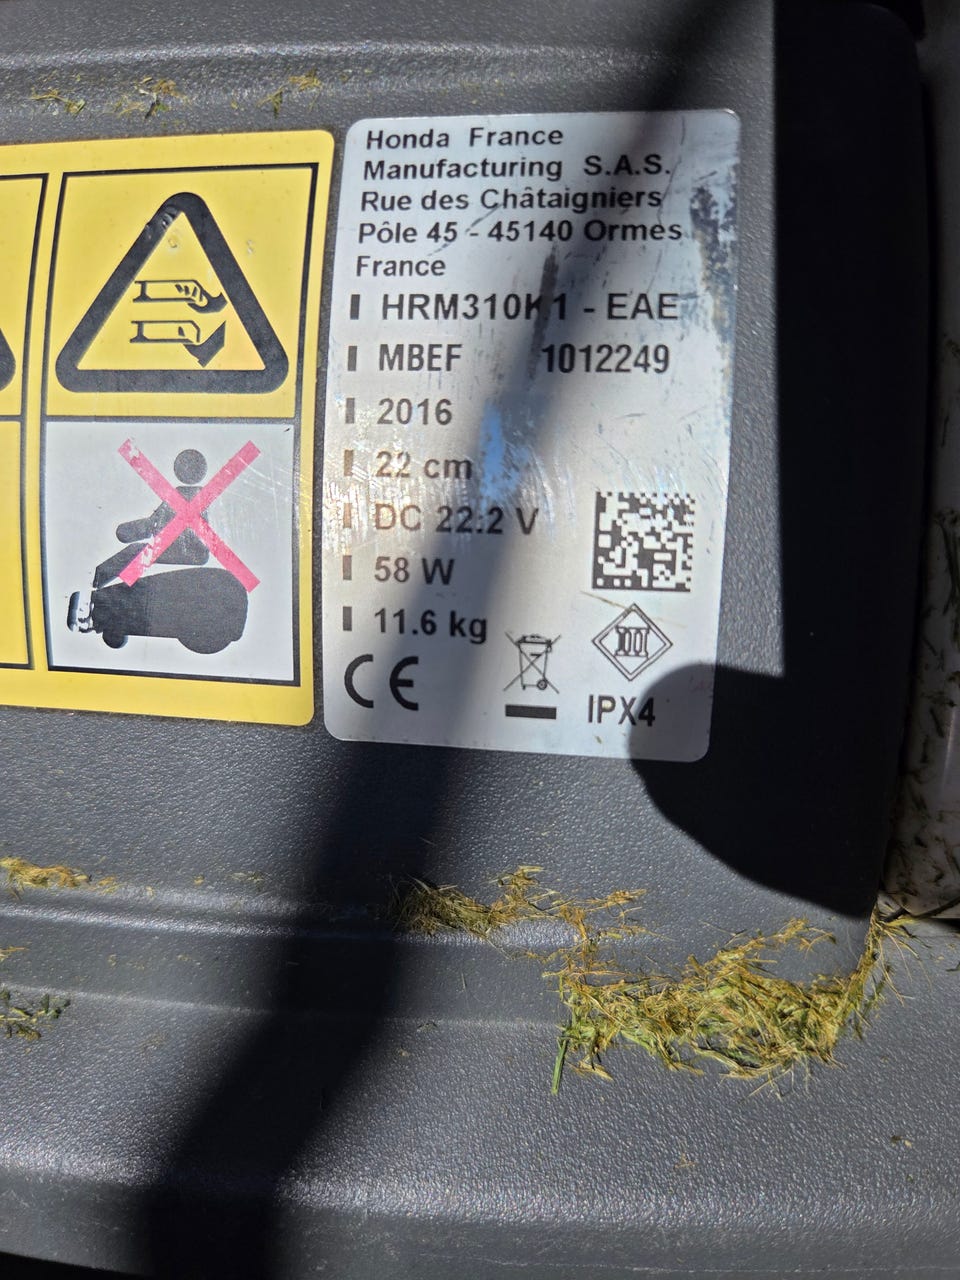 Honda France
Manufacturing S.A.S.
Rue des Châtaigniers
Pôle 45 - 45140 Ormes
France
HRM310K1 - EAE
MBEF 1012249
2016
22 cm
DC 22.2 V
58 W
11.6 kg
CE
IPX4